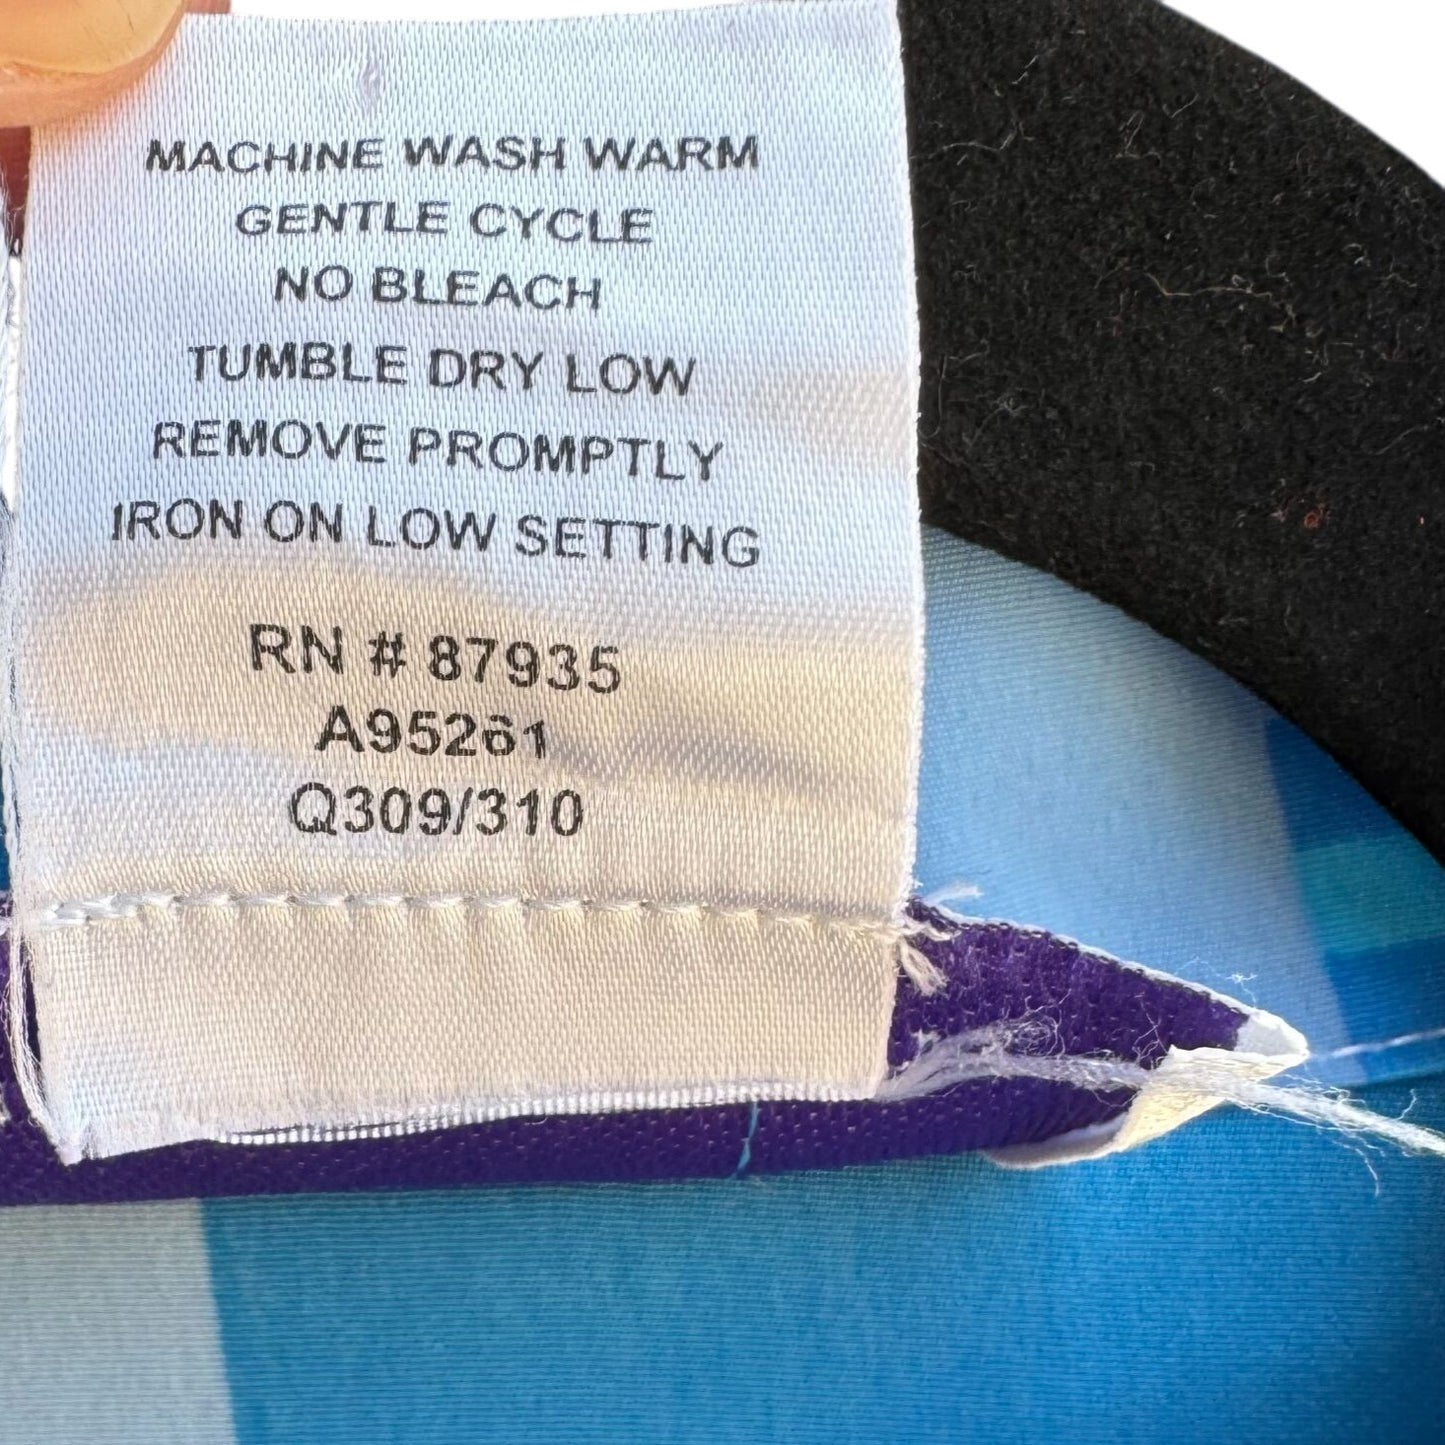 MACHINE WASH WARM
GENTLE CYCLE
NO BLEACH
TUMBLE DRY LOW
REMOVE PROMPTLY
IRON ON LOW SETTING
RN # 87935
A95261
Q309/310